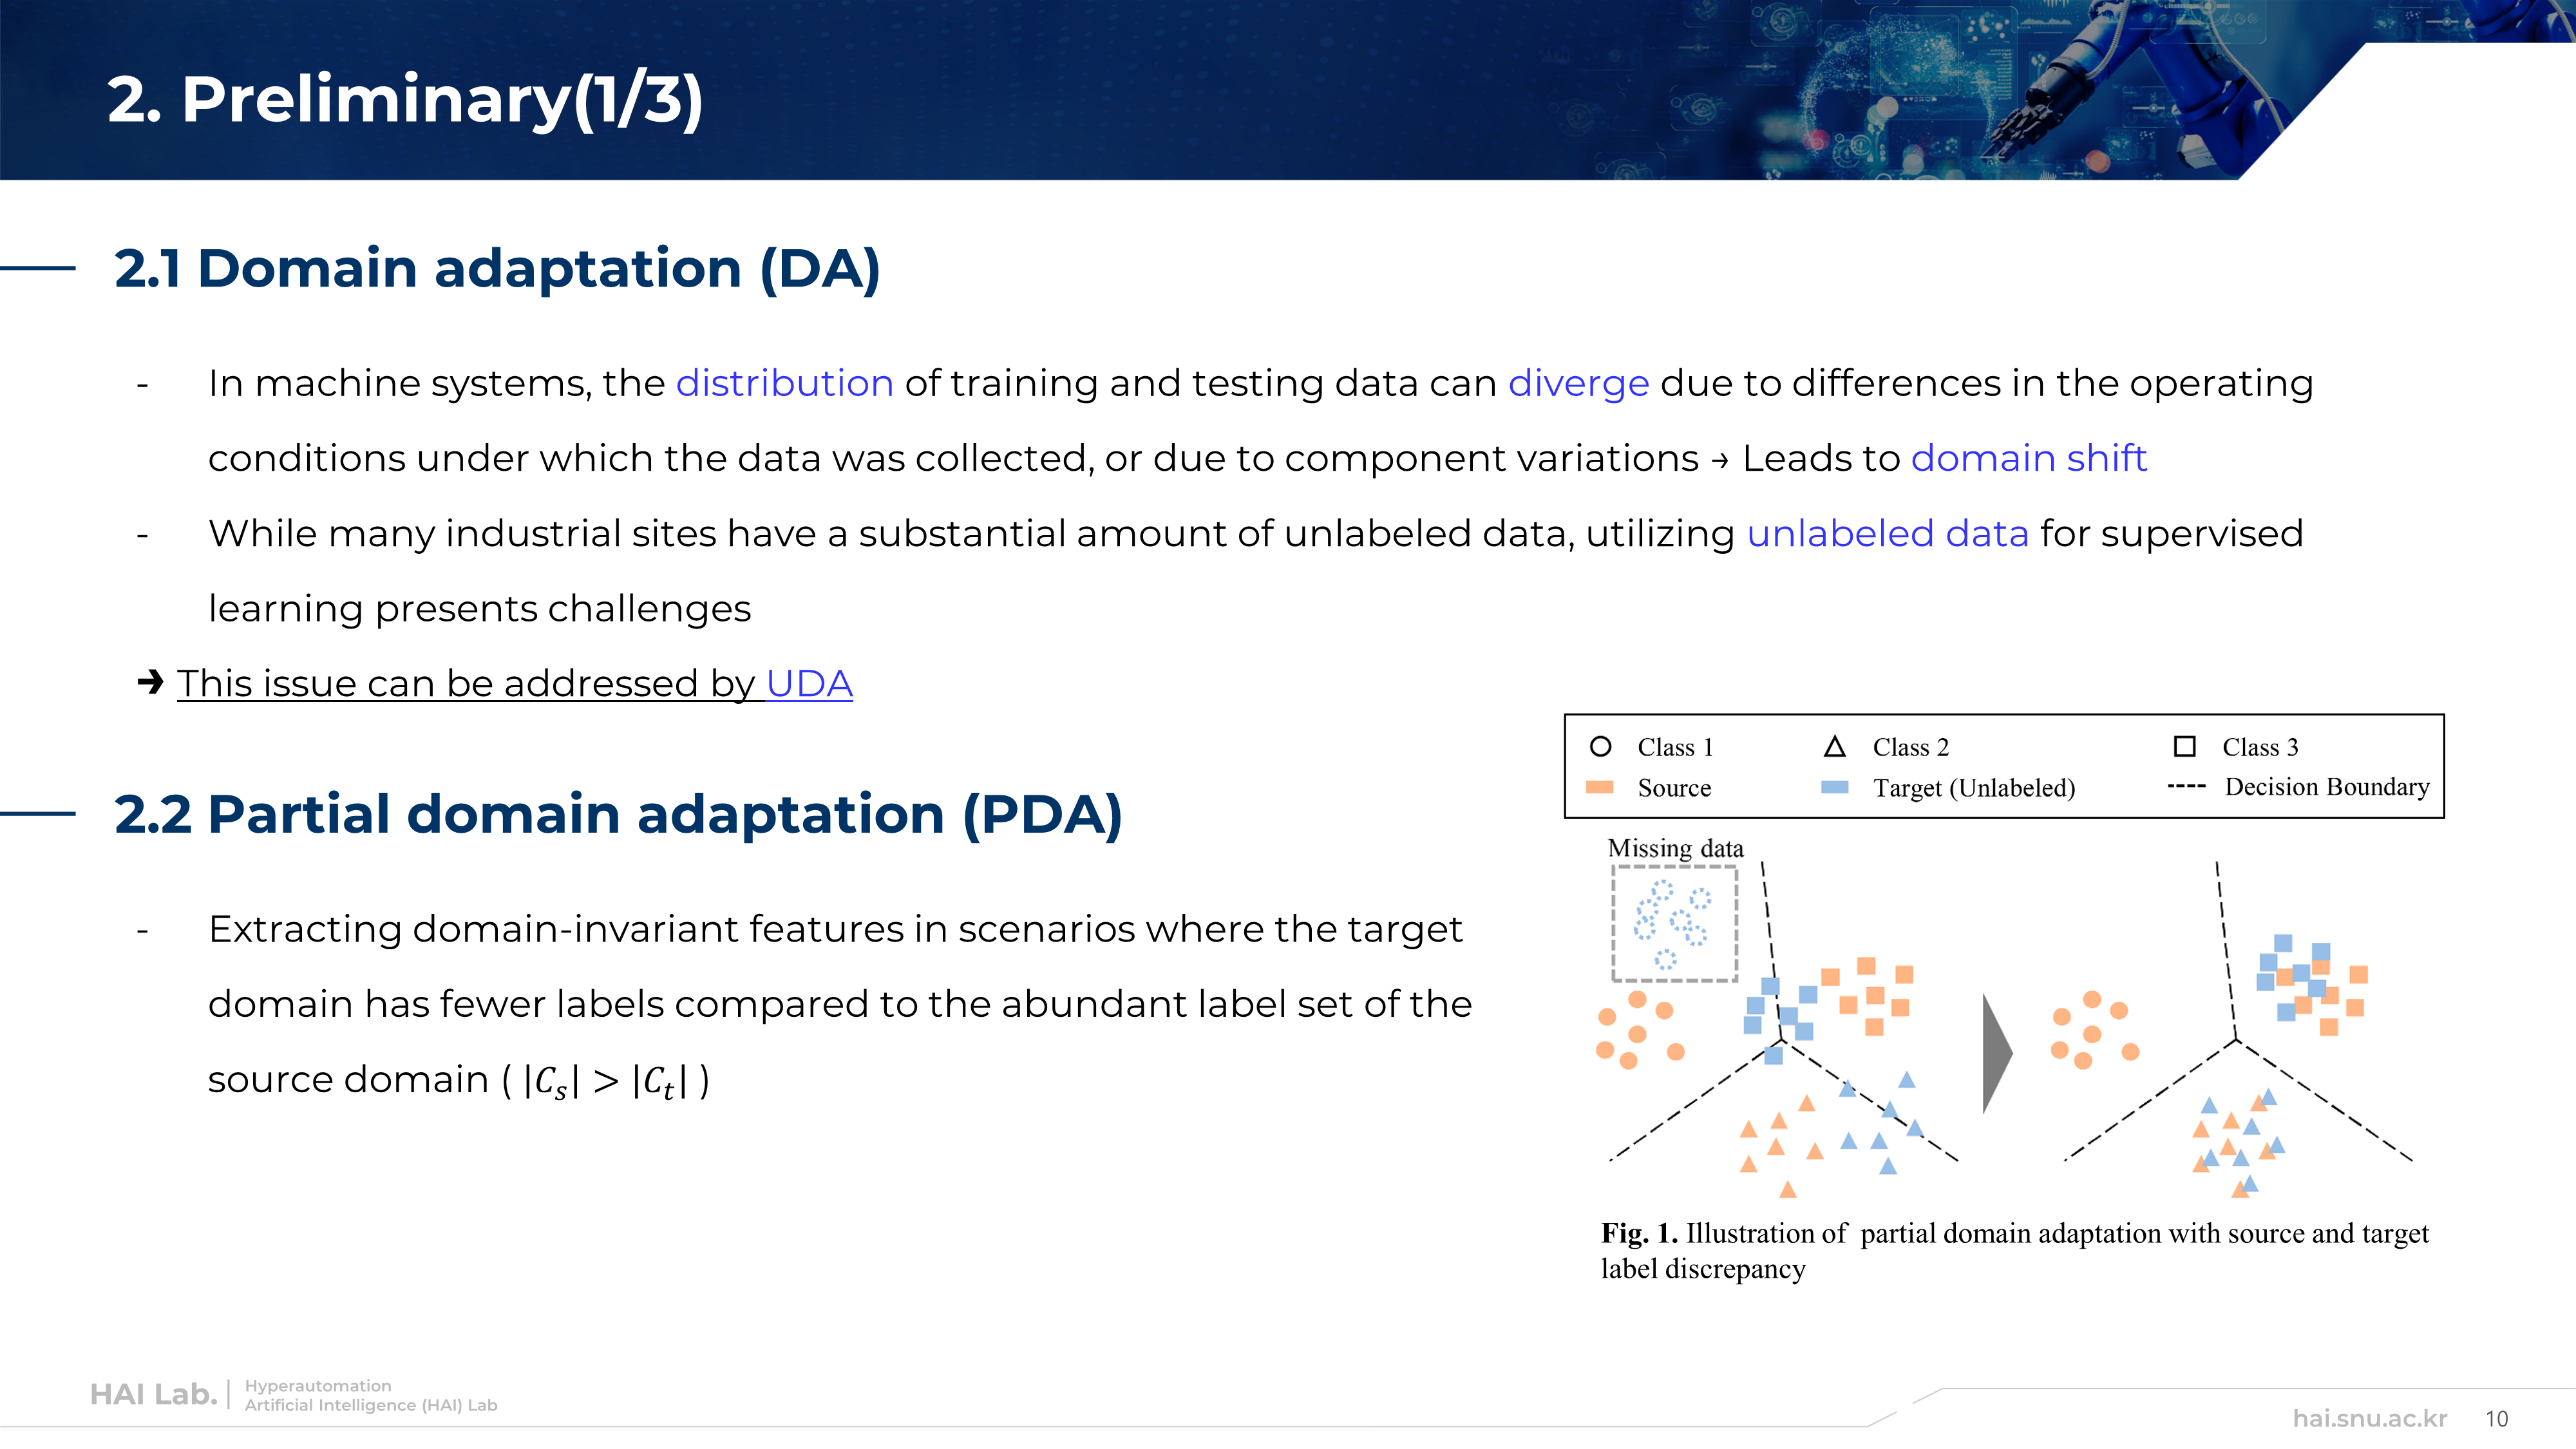 2. Preliminary(1/3)
2.1 Domain adaptation (DA)
- In machine systems, the distribution of training and testing data can diverge due to differences in the operating
conditions under which the data was collected, or due to component variations → Leads to domain shift
- While many industrial sites have a substantial amount of unlabeled data, utilizing unlabeled data for supervised
learning presents challenges
➔ This issue can be addressed by UDA
2.2 Partial domain adaptation (PDA)
- Extracting domain-invariant features in scenarios where the target
domain has fewer labels compared to the abundant label set of the
source domain ( |𝐶ₛ| > |𝐶ₜ| )
Class 1 Class 2 Class 3
Source Target (Unlabeled) Decision Boundary
Missing data
Fig. 1. Illustration of partial domain adaptation with source and target
label discrepancy
HAI Lab. | Hyperautomation
Artificial Intelligence (HAI) Lab
hai.snu.ac.kr 10